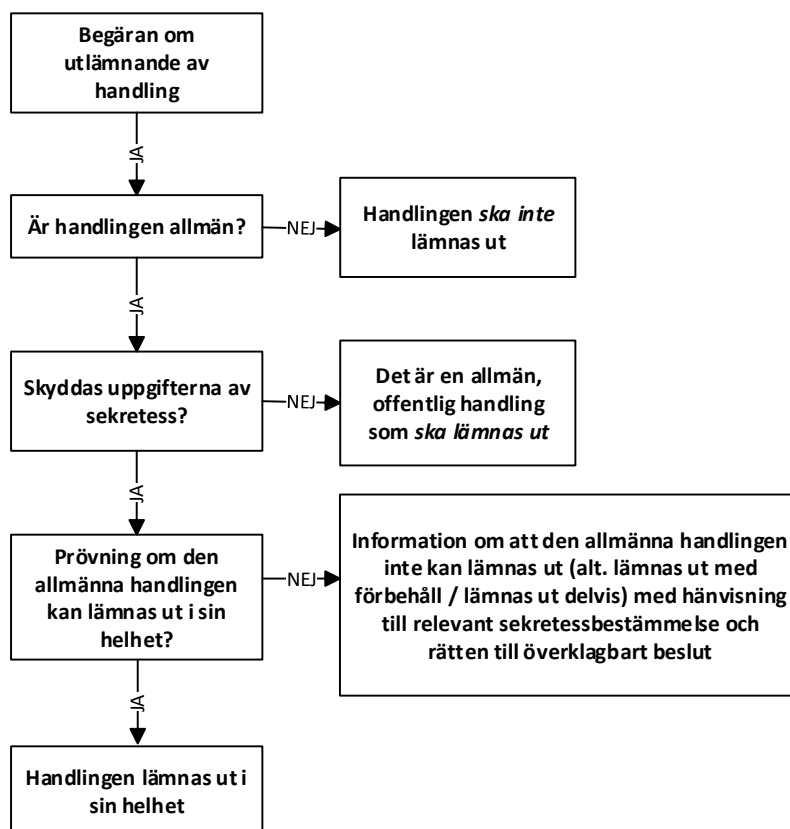 Begäran om
utlämnande av
handling
JA
Är handlingen allmän?
NEJ
Handlingen ska inte
lämnas ut
JA
Skyddas uppgifterna av
sekretess?
NEJ
Det är en allmän,
offentlig handling
som ska lämnas ut
JA
Prövning om den
allmänna handlingen
kan lämnas ut i sin
helhet?
NEJ
Information om att den allmänna handlingen
inte kan lämnas ut (alt. lämnas ut med
förbehåll / lämnas ut delvis) med hänvisning
till relevant sekretessbestämmelse och
rätten till överklagbart beslut
JA
Handlingen lämnas ut i
sin helhet